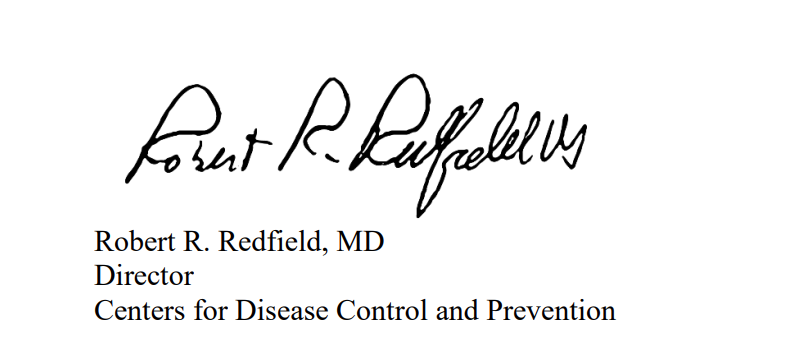 Robert R. Redfield MD
Robert R. Redfield, MD
Director
Centers for Disease Control and Prevention